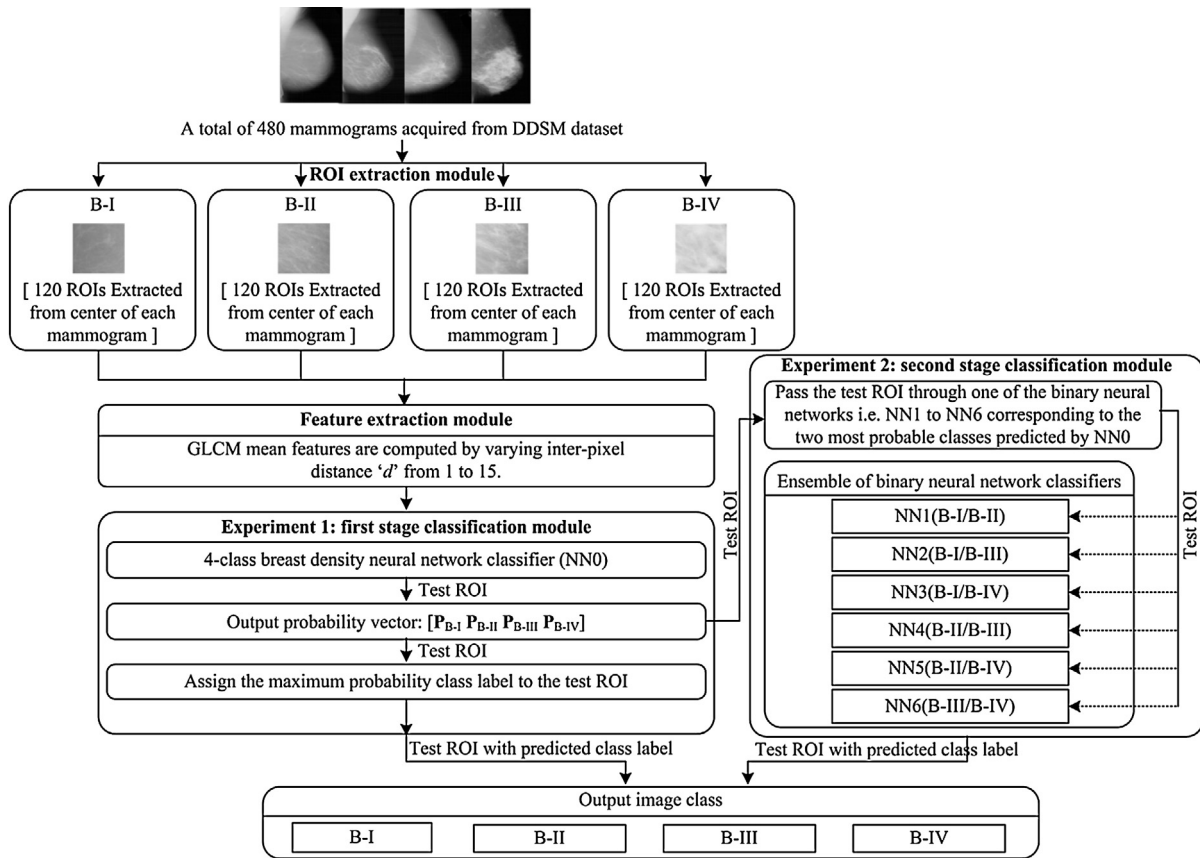 A total of 480 mammograms acquired from DDSM dataset
ROI extraction module
B-I
[ 120 ROIs Extracted
from center of each
mammogram ]
B-II
[ 120 ROIs Extracted
from center of each
mammogram ]
B-III
[ 120 ROIs Extracted
from center of each
mammogram ]
B-IV
[ 120 ROIs Extracted
from center of each
mammogram ]
Feature extraction module
GLCM mean features are computed by varying inter-pixel
distance ‘d’ from 1 to 15.
Experiment 1: first stage classification module
4-class breast density neural network classifier (NN0)
Test ROI
Output probability vector: [P_B-I P_B-II P_B-III P_B-IV]
Test ROI
Assign the maximum probability class label to the test ROI
Test ROI
Experiment 2: second stage classification module
Pass the test ROI through one of the binary neural
networks i.e. NN1 to NN6 corresponding to the
two most probable classes predicted by NN0
Ensemble of binary neural network classifiers
NN1(B-I/B-II)
NN2(B-I/B-III)
NN3(B-I/B-IV)
NN4(B-II/B-III)
NN5(B-II/B-IV)
NN6(B-III/B-IV)
Test ROI
Test ROI with predicted class label
Test ROI with predicted class label
Output image class
B-I
B-II
B-III
B-IV